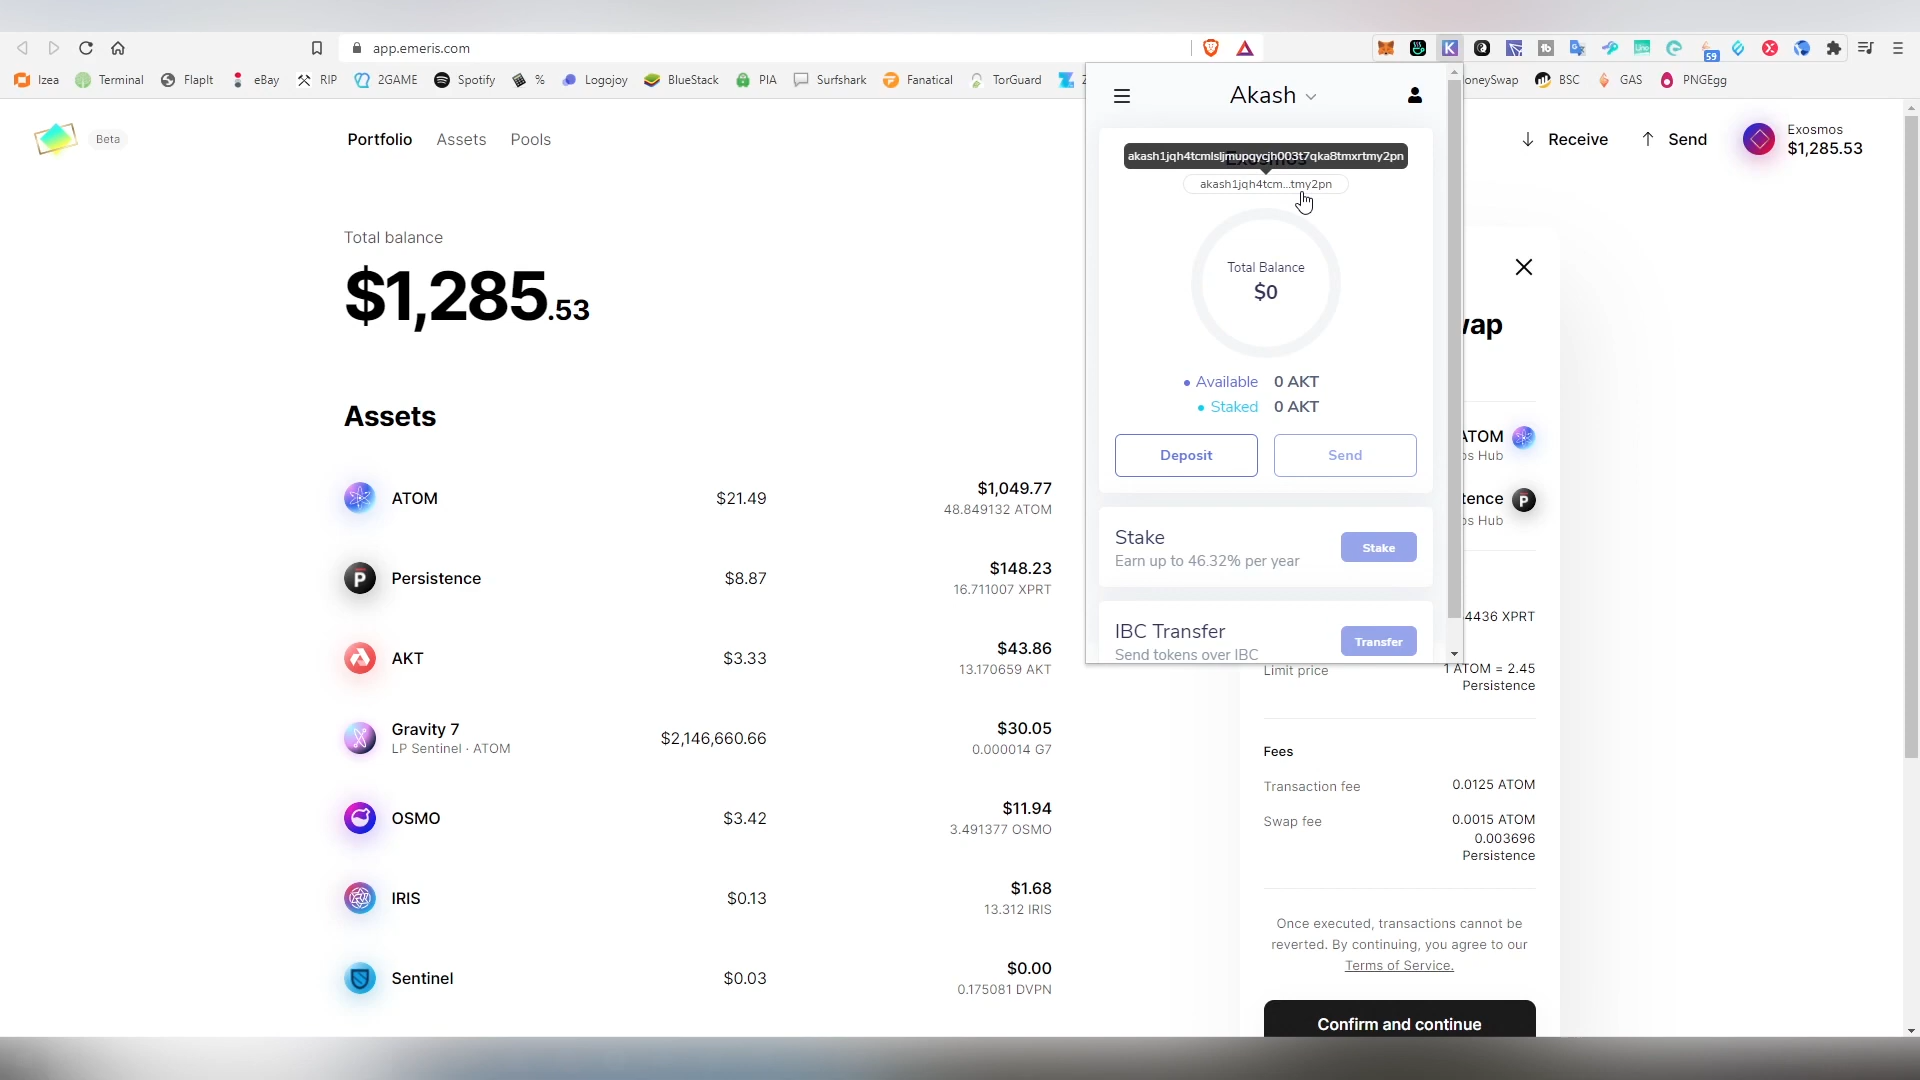 app.emeris.com
59
Izea
Terminal
FlapIt
eBay
RIP
2GAME
Spotify
%
Logojoy
BlueStack
PIA
Surfshark
Fanatical
TorGuard
oneySwap
BSC
GAS
PNGEgg
Beta
Portfolio
Assets
Pools
Receive
Send
Exosmos
$1,285.53
Total balance
$1,285.53
Assets
ATOM
$21.49
$1,049.77
48.849132 ATOM
Persistence
$8.87
$148.23
16.711007 XPRT
AKT
$3.33
$43.86
13.170659 AKT
Gravity 7
LP Sentinel · ATOM
$2,146,660.66
$30.05
0.000014 G7
OSMO
$3.42
$11.94
3.491377 OSMO
IRIS
$0.13
$1.68
13.312 IRIS
Sentinel
$0.03
$0.00
0.175081 DVPN
Akash
akash1jqh4tcmlsljmupqycjh003t7qka8tmxrtmy2pn
akash1jqh4tcm...tmy2pn
Total Balance
$0
Available 0 AKT
Staked 0 AKT
Deposit
Send
Stake
Earn up to 46.32% per year
Stake
IBC Transfer
Send tokens over IBC
Transfer
vap
ATOM
os Hub
tence
os Hub
4436 XPRT
Limit price
1 ATOM = 2.45
Persistence
Fees
Transaction fee
0.0125 ATOM
Swap fee
0.0015 ATOM
0.003696
Persistence
Once executed, transactions cannot be
reverted. By continuing, you agree to our
Terms of Service.
Confirm and continue